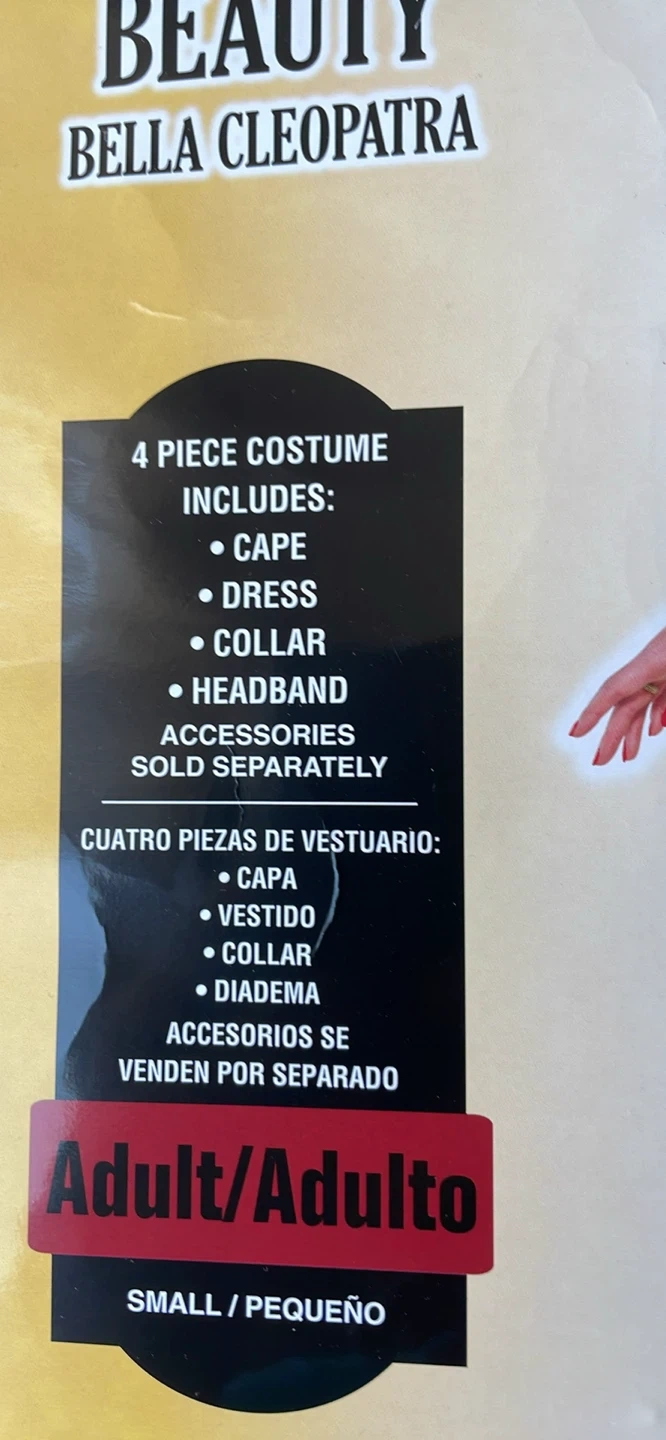 BEAUTY
BELLA CLEOPATRA
4 PIECE COSTUME
INCLUDES:
• CAPE
• DRESS
• COLLAR
• HEADBAND
ACCESSORIES
SOLD SEPARATELY
CUATRO PIEZAS DE VESTUARIO:
• CAPA
• VESTIDO
• COLLAR
• DIADEMA
ACCESORIOS SE
VENDEN POR SEPARADO
Adult/Adulto
SMALL / PEQUEÑO